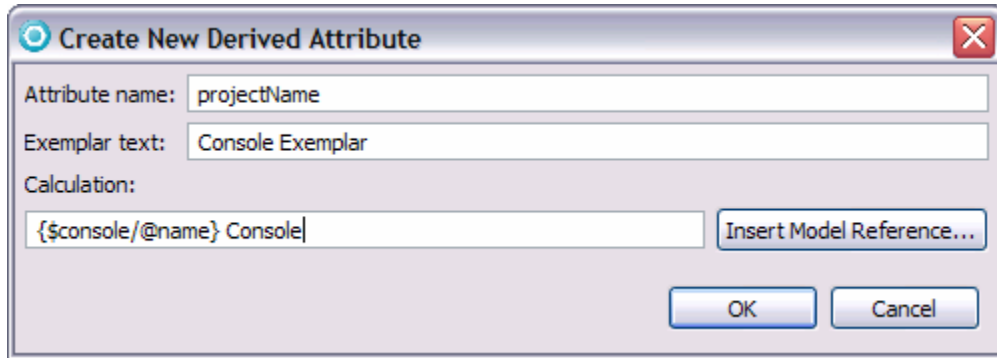 Create New Derived Attribute
Attribute name: projectName
Exemplar text: Console Exemplar
Calculation:
{$console/@name} Console Insert Model Reference...
OK Cancel